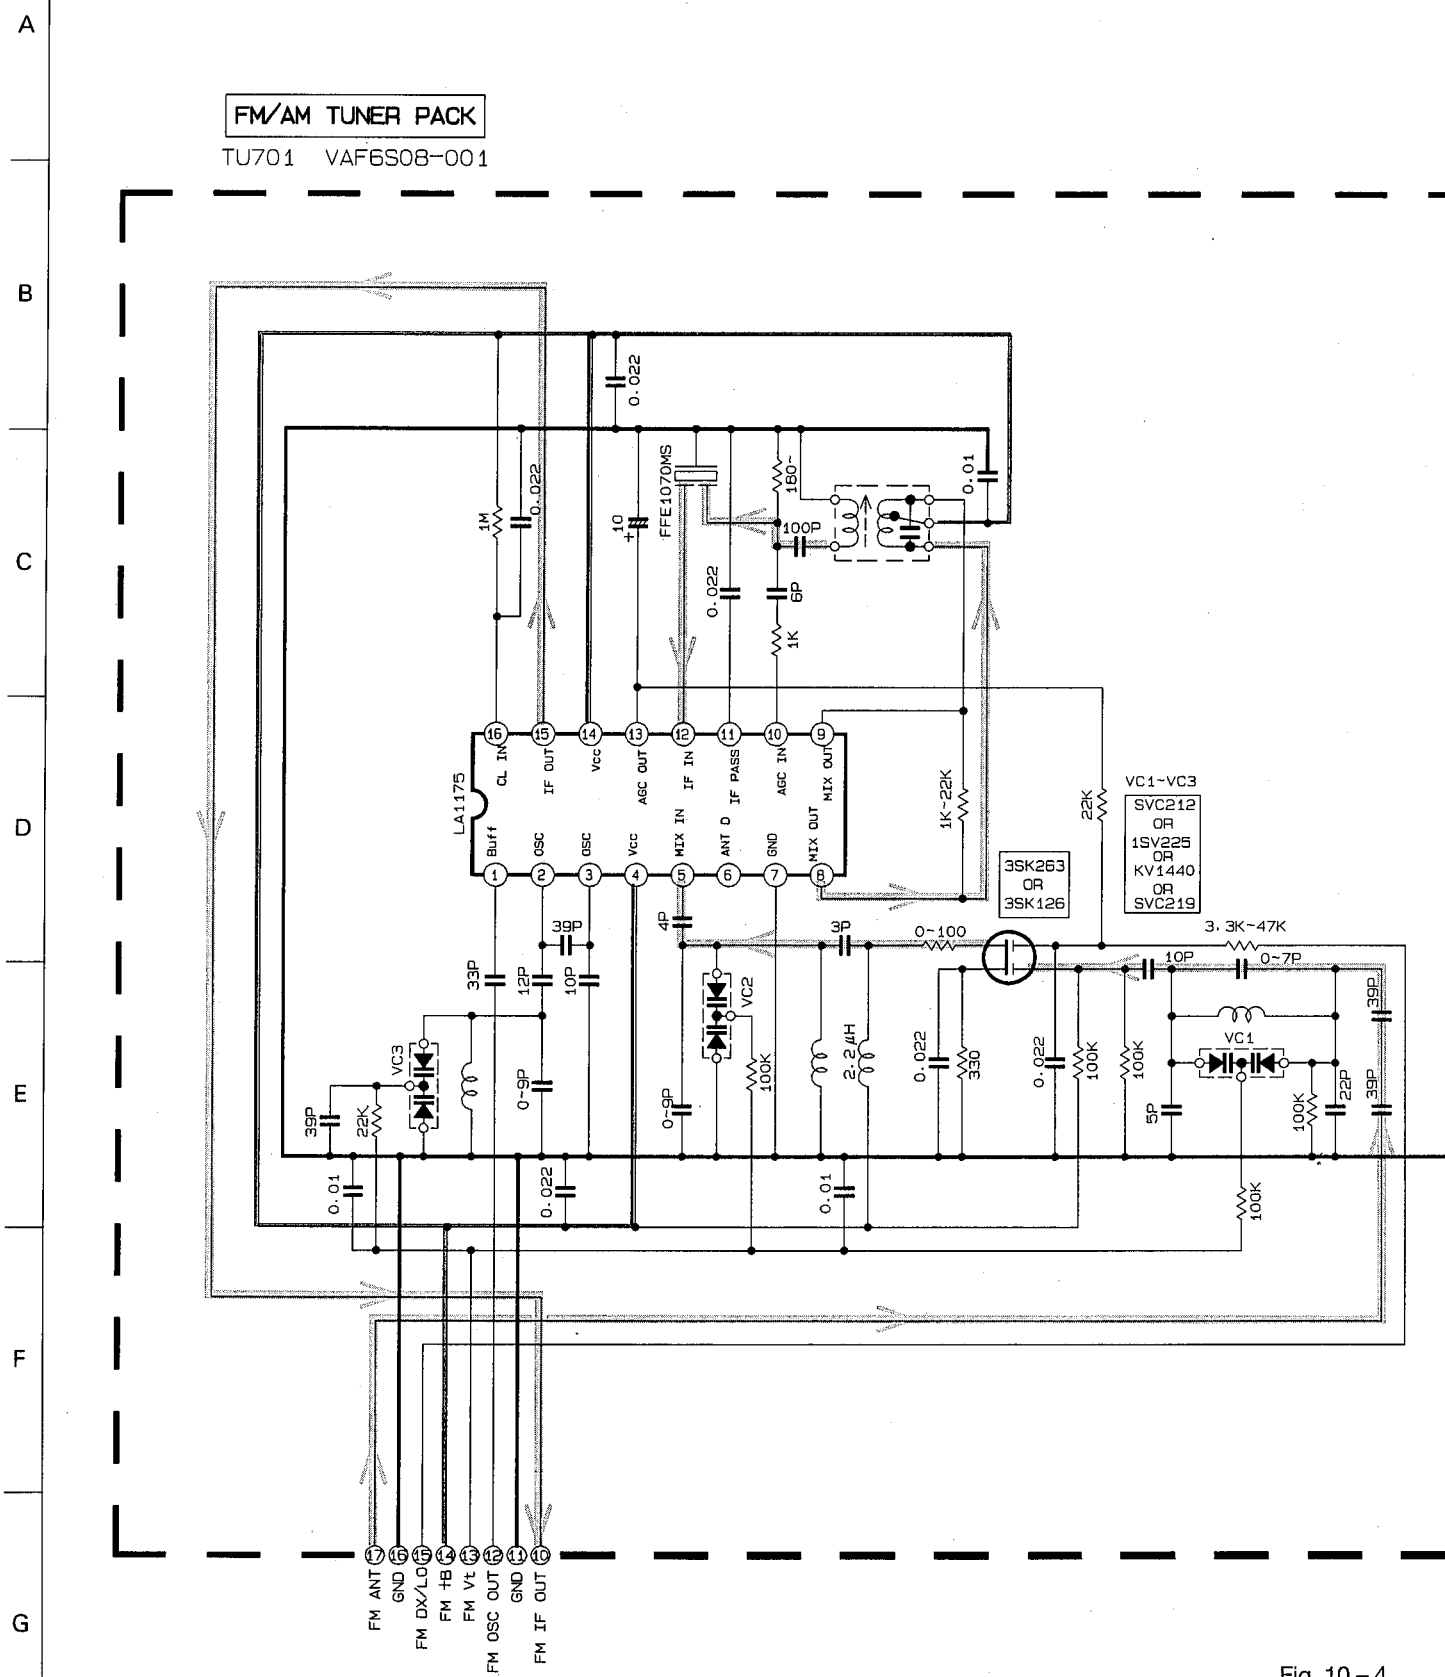 A
FM/AM TUNER PACK
TU701 VAF6S08-001
B
0.022
1M
0.022
10
+
FFE1070MS
180~
100P
0.01
C
0.022
6P
1K
16
15
14
13
12
11
10
9
CL IN
IF OUT
Vcc
AGC OUT
IF IN
IF PASS
AGC IN
MIX OUT
LA1175
D
1K~22K
22K
VC1~VC3
SVC212
OR
1SV225
OR
KV1440
OR
SVC219
Buff
OSC
OSC
Vcc
MIX IN
ANT D
GND
MIX OUT
1
2
3
4
5
6
7
8
3SK263
OR
3SK126
39P
4P
3P
0~100
3.3K~47K
33P
12P
10P
VC2
10P
0~7P
39P
VC3
0~9P
100K
2.2µH
0.022
330
0.022
100K
100K
VC1
E
39P
22K
0~9P
5P
100K
22P
39P
0.01
0.022
0.01
100K
F
17
16
15
14
13
12
11
10
FM ANT
GND
FM DX/LO
FM +B
FM Vt
FM OSC OUT
GND
FM IF OUT
G
Fig. 10-4